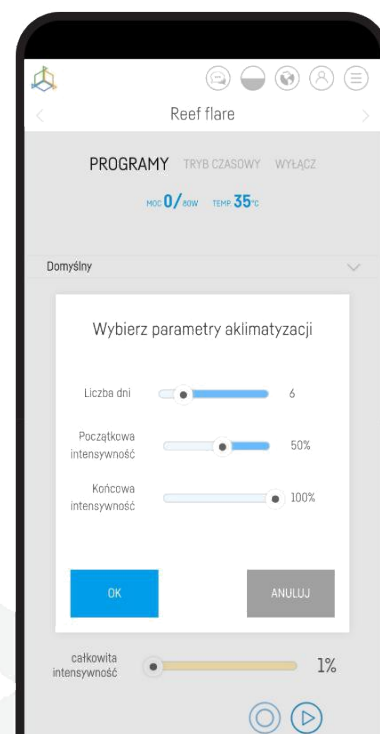 Reef flare
PROGRAMY TRYB CZASOWY WYŁĄCZ
MOC 0/80W TEMP. 35°C
Domyślny
Wybierz parametry aklimatyzacji
Liczba dni 6
Początkowa
intensywność 50%
Końcowa
intensywność 100%
OK ANULUJ
całkowita
intensywność 1%